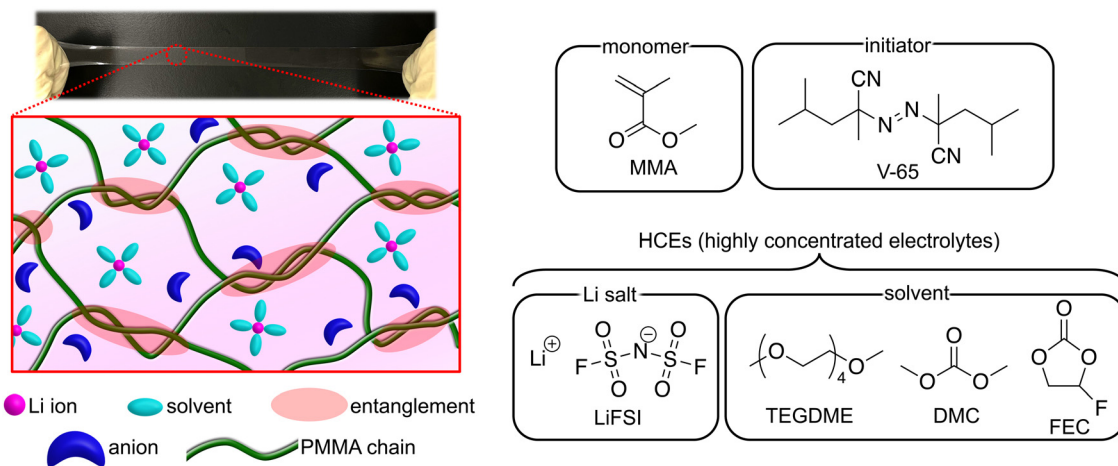 monomer
O
O
MMA
initiator
CN
N
N
CN
V-65
HCEs (highly concentrated electrolytes)
Li salt
Li ⊕
O
O
F
S
N
⊖
S
F
O
O
LiFSI
solvent
O
O
4
TEGDME
O
O
O
DMC
O
O
O
F
FEC
Li ion
solvent
entanglement
anion
PMMA chain